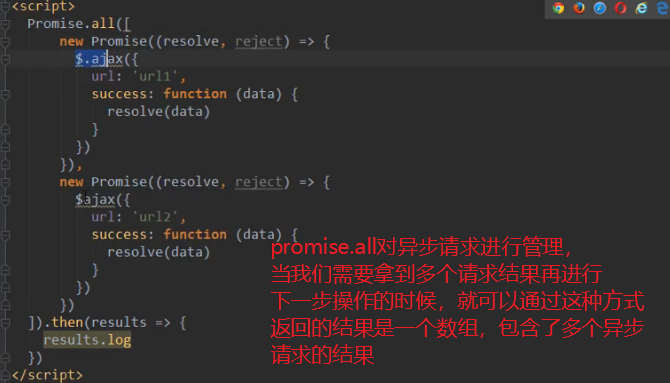 <script>
Promise.all([
new Promise((resolve, reject) => {
$.ajax({
url: 'url1',
success: function (data) {
resolve(data)
}
})
}),
new Promise((resolve, reject) => {
$ajax({
url: 'url2',
success: function (data) {
resolve(data)
}
})
})
]).then(results => {
results.log
})
</script>
promise.all对异步请求进行管理，
当我们需要拿到多个请求结果再进行
下一步操作的时候，就可以通过这种方式
返回的结果是一个数组，包含了多个异步
请求的结果